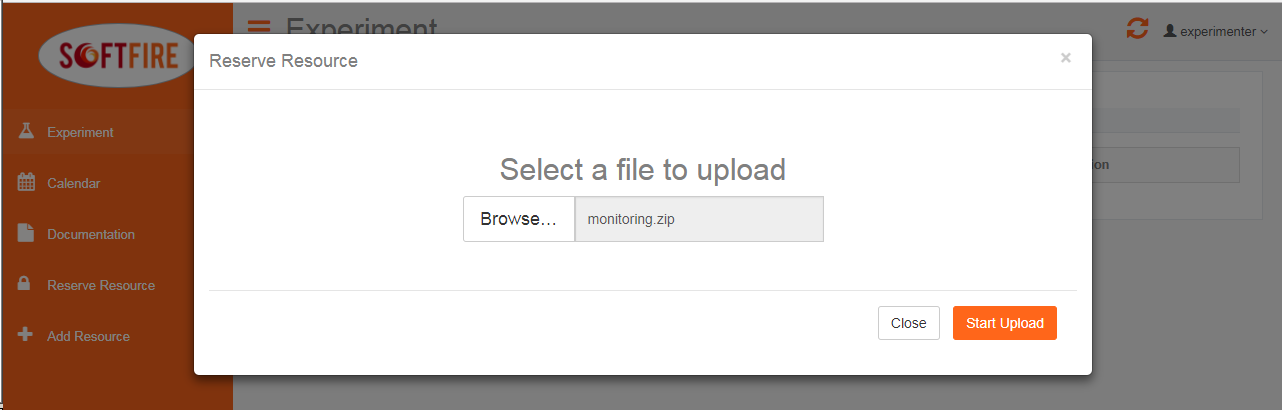 SOFTFIRE
Experiment
experimenter
Reserve Resource
×
Experiment
Calendar
Documentation
Reserve Resource
Add Resource
Select a file to upload
Browse...
monitoring.zip
ion
Close
Start Upload